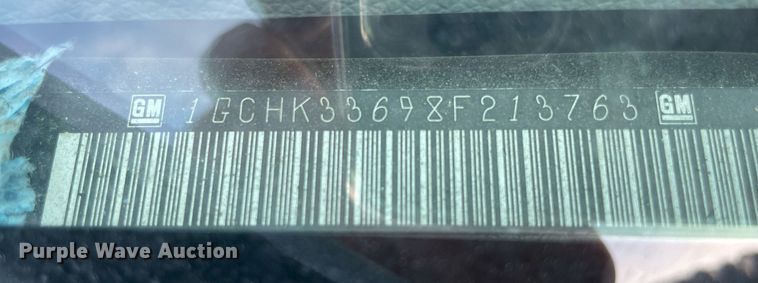 GM 1GCHK33698F213763 GM
Purple Wave Auction